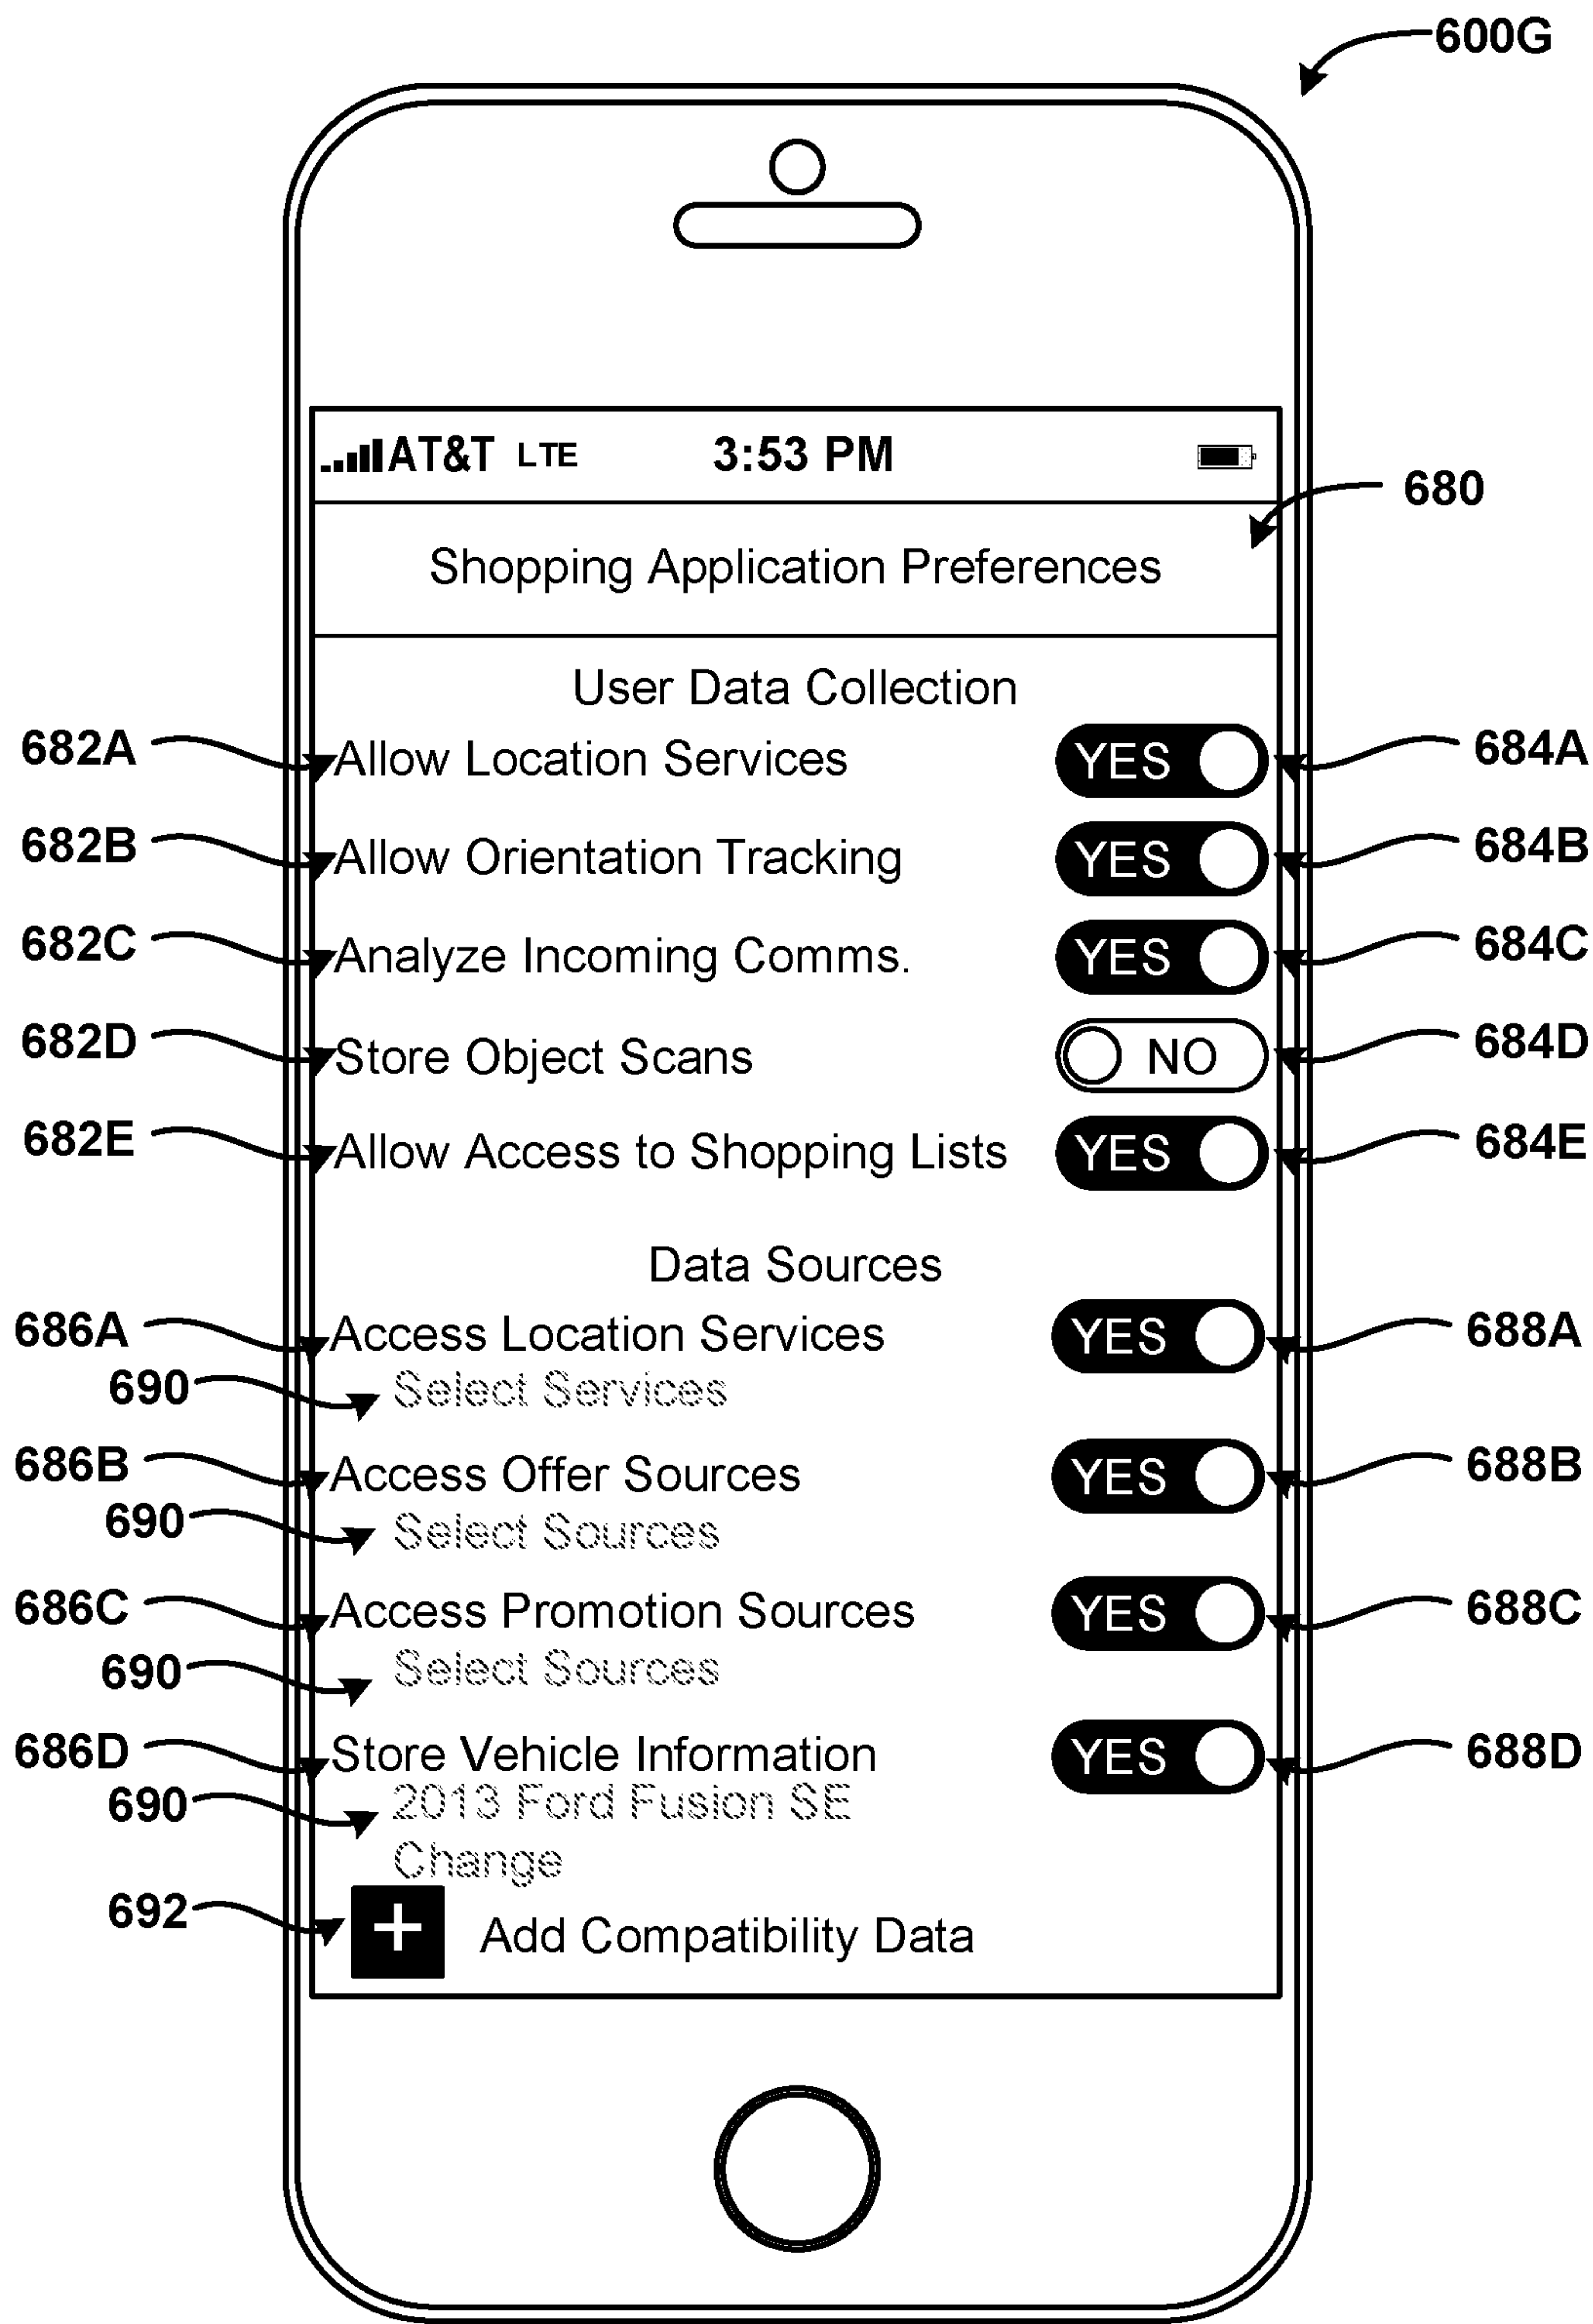 600G
AT&T LTE 3:53 PM
680
Shopping Application Preferences
User Data Collection
682A Allow Location Services YES 684A
682B Allow Orientation Tracking YES 684B
682C Analyze Incoming Comms. YES 684C
682D Store Object Scans NO 684D
682E Allow Access to Shopping Lists YES 684E
Data Sources
686A Access Location Services YES 688A
690 Select Services
686B Access Offer Sources YES 688B
690 Select Sources
686C Access Promotion Sources YES 688C
690 Select Sources
686D Store Vehicle Information YES 688D
690 2013 Ford Fusion SE
Change
692 + Add Compatibility Data